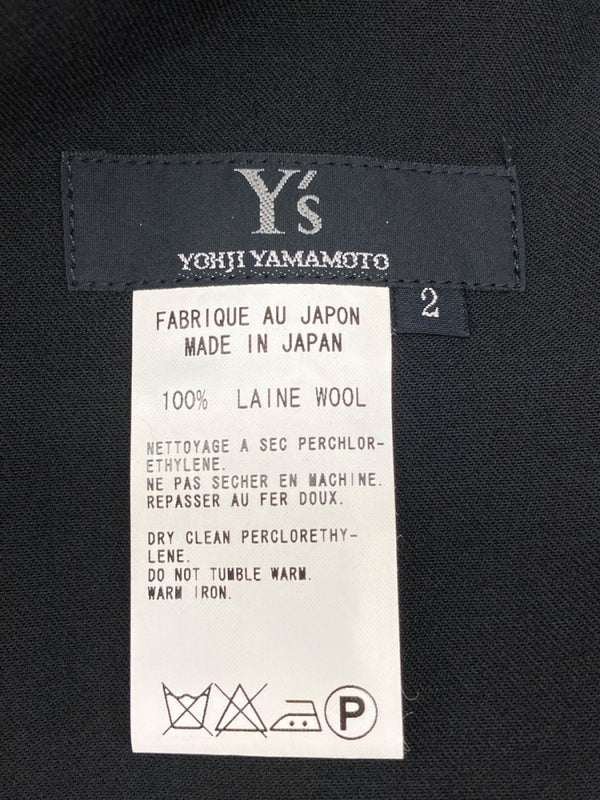 Y's
YOHJI YAMAMOTO
2
FABRIQUE AU JAPON
MADE IN JAPAN
100% LAINE WOOL
NETTOYAGE A SEC PERCHLOR-
ETHYLENE.
NE PAS SECHER EN MACHINE.
REPASSER AU FER DOUX.
DRY CLEAN PERCLORETHY-
LENE.
DO NOT TUMBLE WARM.
WARM IRON.
P